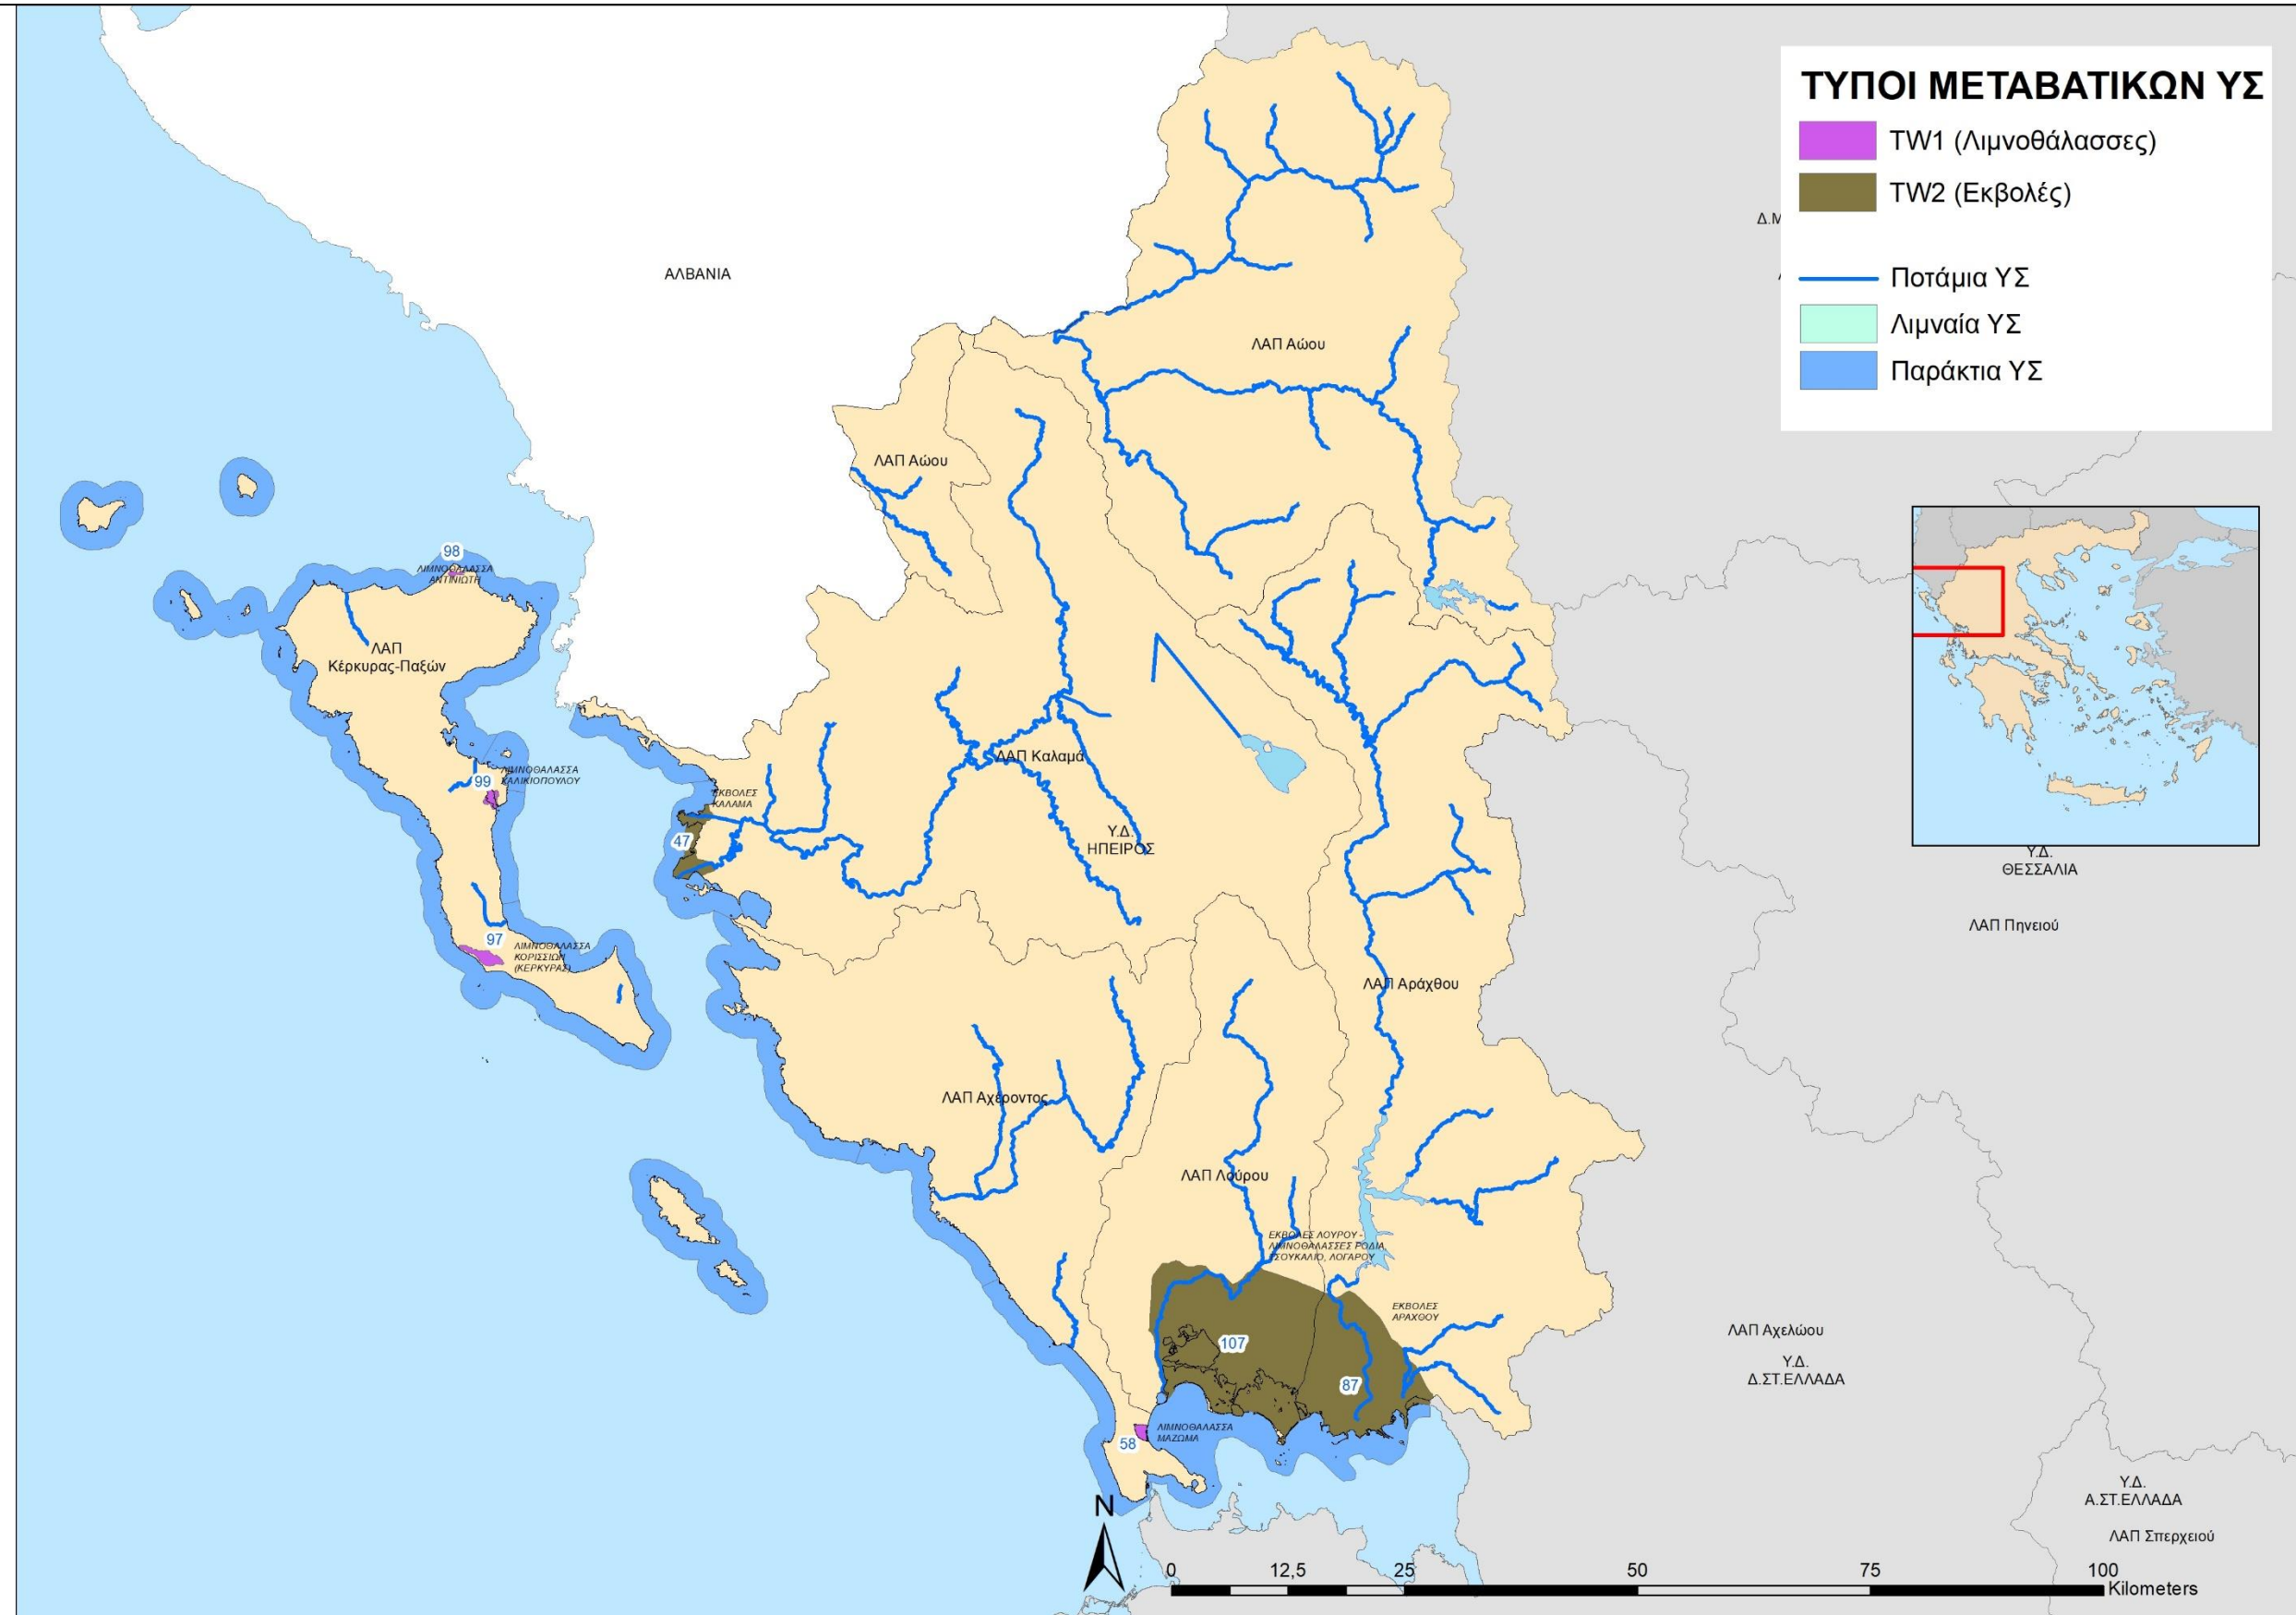 ΤΥΠΟΙ ΜΕΤΑΒΑΤΙΚΩΝ ΥΣ
TW1 (Λιμνοθάλασσες)
TW2 (Εκβολές)
Ποτάμια ΥΣ
Λιμναία ΥΣ
Παράκτια ΥΣ
Δ.Μ
ΑΛΒΑΝΙΑ
ΛΑΠ Αώου
ΛΑΠ Αώου
98
ΛΙΜΝΟΘΑΛΑΣΣΑ
ΑΝΤΙΝΙΩΤΗ
ΛΑΠ
Κέρκυρας-Παξών
ΛΙΜΝΟΘΑΛΑΣΣΑ
ΧΑΛΙΚΙΟΠΟΥΛΟΥ
99
ΛΑΠ Καλαμά
ΕΚΒΟΛΕΣ
ΚΑΛΑΜΑ
47
Υ.Δ.
ΗΠΕΙΡΟΣ
Υ.Δ.
ΘΕΣΣΑΛΙΑ
ΛΑΠ Πηνειού
97
ΛΙΜΝΟΘΑΛΑΣΣΑ
ΚΟΡΙΣΣΙΩΝ
(ΚΕΡΚΥΡΑΣ)
ΛΑΠ Αράχθου
ΛΑΠ Αχέροντος
ΛΑΠ Λούρου
ΕΚΒΟΛΕΣ ΛΟΥΡΟΥ -
ΛΙΜΝΟΘΑΛΑΣΣΕΣ ΡΟΔΙΑ,
ΤΣΟΥΚΑΛΙΟ, ΛΟΓΑΡΟΥ
ΕΚΒΟΛΕΣ
ΑΡΑΧΘΟΥ
107
87
ΛΑΠ Αχελώου
Υ.Δ.
Δ.ΣΤ.ΕΛΛΑΔΑ
ΛΙΜΝΟΘΑΛΑΣΣΑ
ΜΑΖΩΜΑ
58
Υ.Δ.
Α.ΣΤ.ΕΛΛΑΔΑ
ΛΑΠ Σπερχειού
N
0 12,5 25 50 75 100
Kilometers